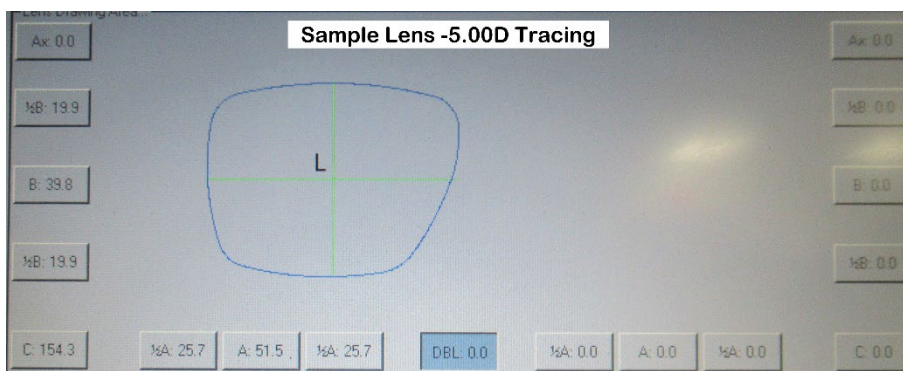 Lens Drawing Area...
Sample Lens -5.00D Tracing
Ax: 0.0
Ax: 0.0
½B: 19.9
½B: 0.0
L
B: 39.8
B: 0.0
½B: 19.9
½B: 0.0
C: 154.3
½A: 25.7
A: 51.5
½A: 25.7
DBL: 0.0
½A: 0.0
A: 0.0
½A: 0.0
C: 0.0